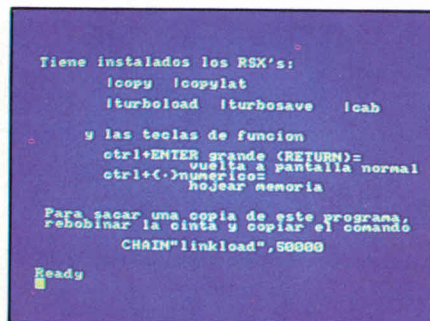 Tiene instalados los RSX's:
|copy |copylat
|turboload |turbosave |cab
y las teclas de funcion
ctrl+ENTER grande (RETURN)=
vuelta a pantalla normal
ctrl+(.)numerico=
hojear memoria
Para sacar una copia de este programa,
rebobinar la cinta y copiar el comando
CHAIN"linkload",50000
Ready